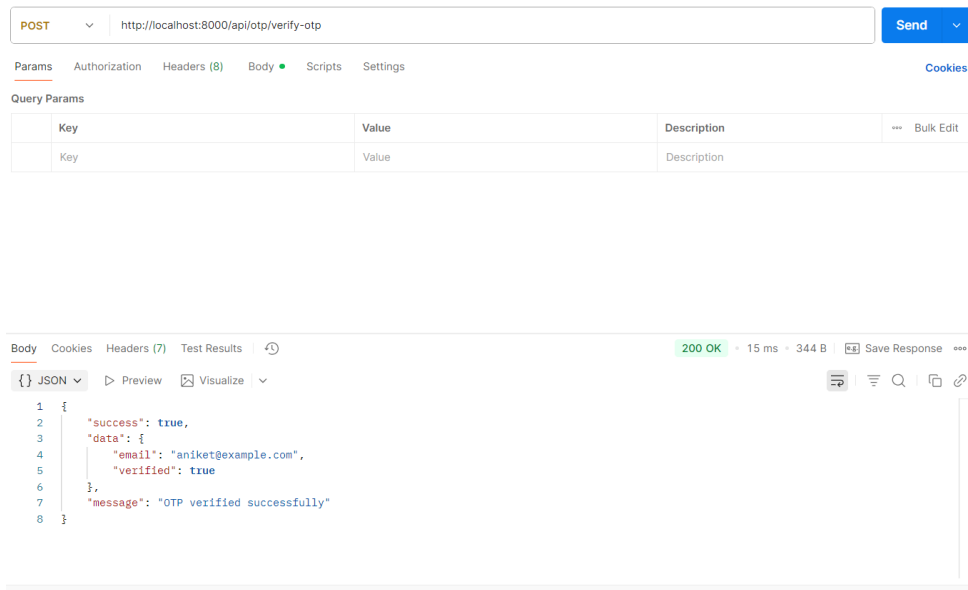 POST http://localhost:8000/api/otp/verify-otp Send
Params Authorization Headers (8) Body Scripts Settings Cookies
Query Params
Key Value Description Bulk Edit
Key Value Description
Body Cookies Headers (7) Test Results 200 OK 15 ms 344 B e.g. Save Response
{} JSON Preview Visualize
1 {
2 "success": true,
3 "data": {
4 "email": "aniket@example.com",
5 "verified": true
6 },
7 "message": "OTP verified successfully"
8 }